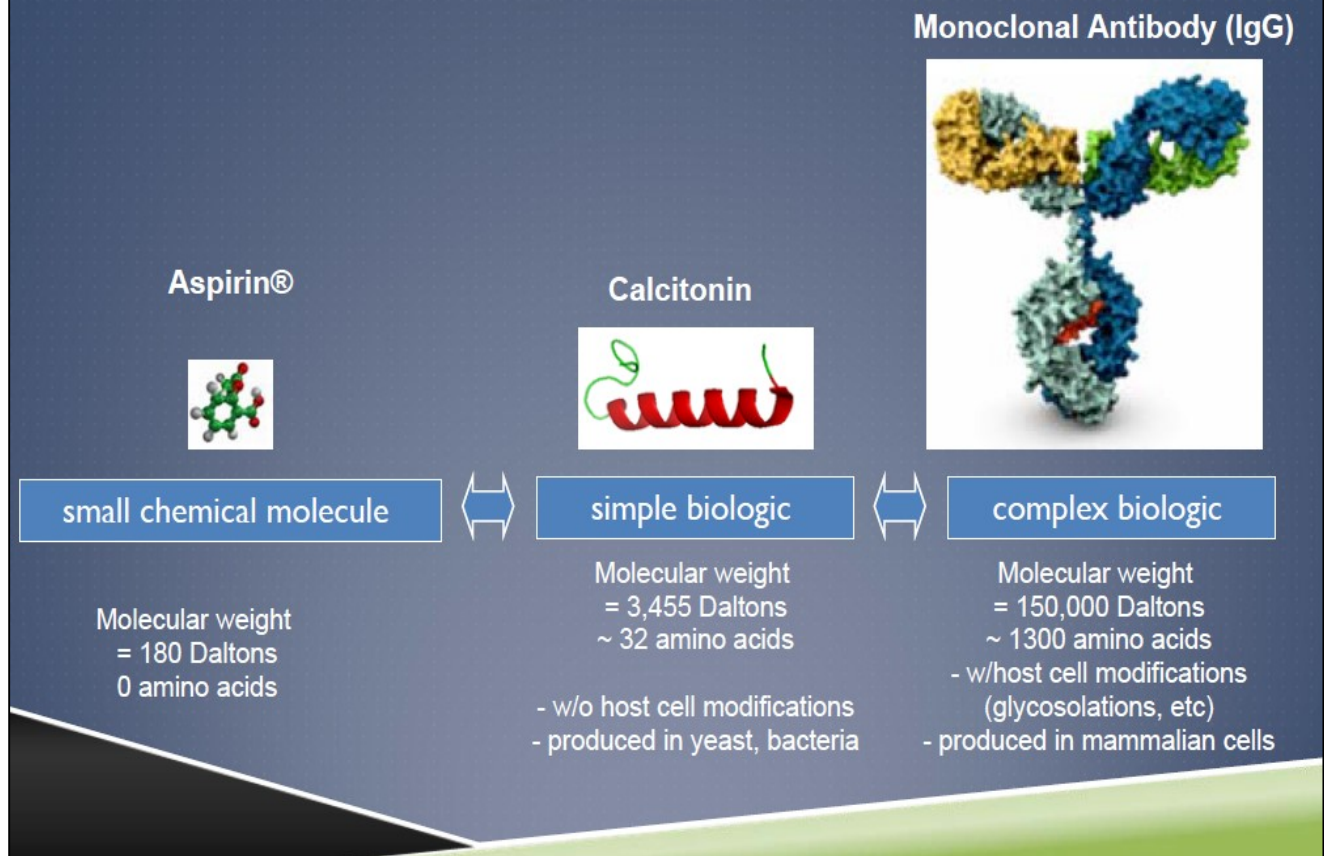 Monoclonal Antibody (IgG)
Aspirin®
Calcitonin
small chemical molecule
simple biologic
complex biologic
Molecular weight
= 180 Daltons
0 amino acids
Molecular weight
= 3,455 Daltons
~ 32 amino acids
- w/o host cell modifications
- produced in yeast, bacteria
Molecular weight
= 150,000 Daltons
~ 1300 amino acids
- w/host cell modifications
(glycosolations, etc)
- produced in mammalian cells